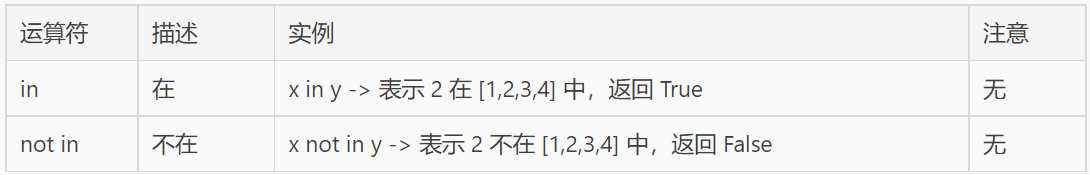 运算符 描述 实例 注意
in 在 x in y -> 表示 2 在 [1,2,3,4] 中，返回 True 无
not in 不在 x not in y -> 表示 2 不在 [1,2,3,4] 中，返回 False 无